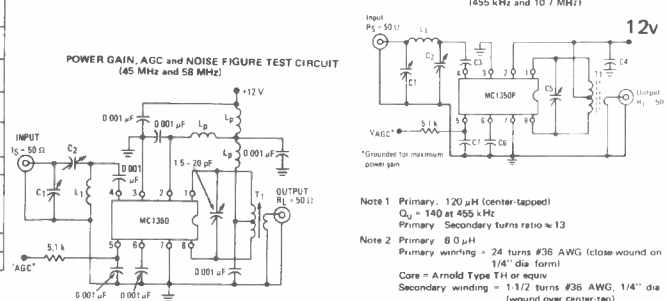 POWER GAIN, AGC and NOISE FIGURE TEST CIRCUIT
(45 MHz and 58 MHz)
+12 V
0 001 µF
0 001 µF
Lp
Lp
Lp
0 001 µF
INPUT
IS - 50 Ω
C2
C1
L1
0 001
µF
1 5 - 20 pF
4
3
2
1
MC1350
5
6
7
8
T1
OUTPUT
RL = 50 Ω
5.1 k
"AGC"
0 001 µF
0 001 µF
0 001 µF
(455 kHz and 10 7 MHz)
12v
Input
RS - 50 Ω
L1
C1
C2
C3
C4
4
3
2
1
MC1350P
C5
T1
Output
5
6
7
8
VAGC*
5.1 k
C7
C6
*Grounded for maximum
power gain
Note 1 Primary. 120 µH (center-tapped)
Qu = 140 at 455 kHz
Primary Secondary turns ratio ≈ 13
Note 2 Primary 6 0 µH
Primary winding = 24 turns #36 AWG (close-wound on
1/4" dia form)
Core = Arnold Type TH or equiv
Secondary winding = 1-1/2 turns #36 AWG, 1/4" dia
(wound over center-tap)